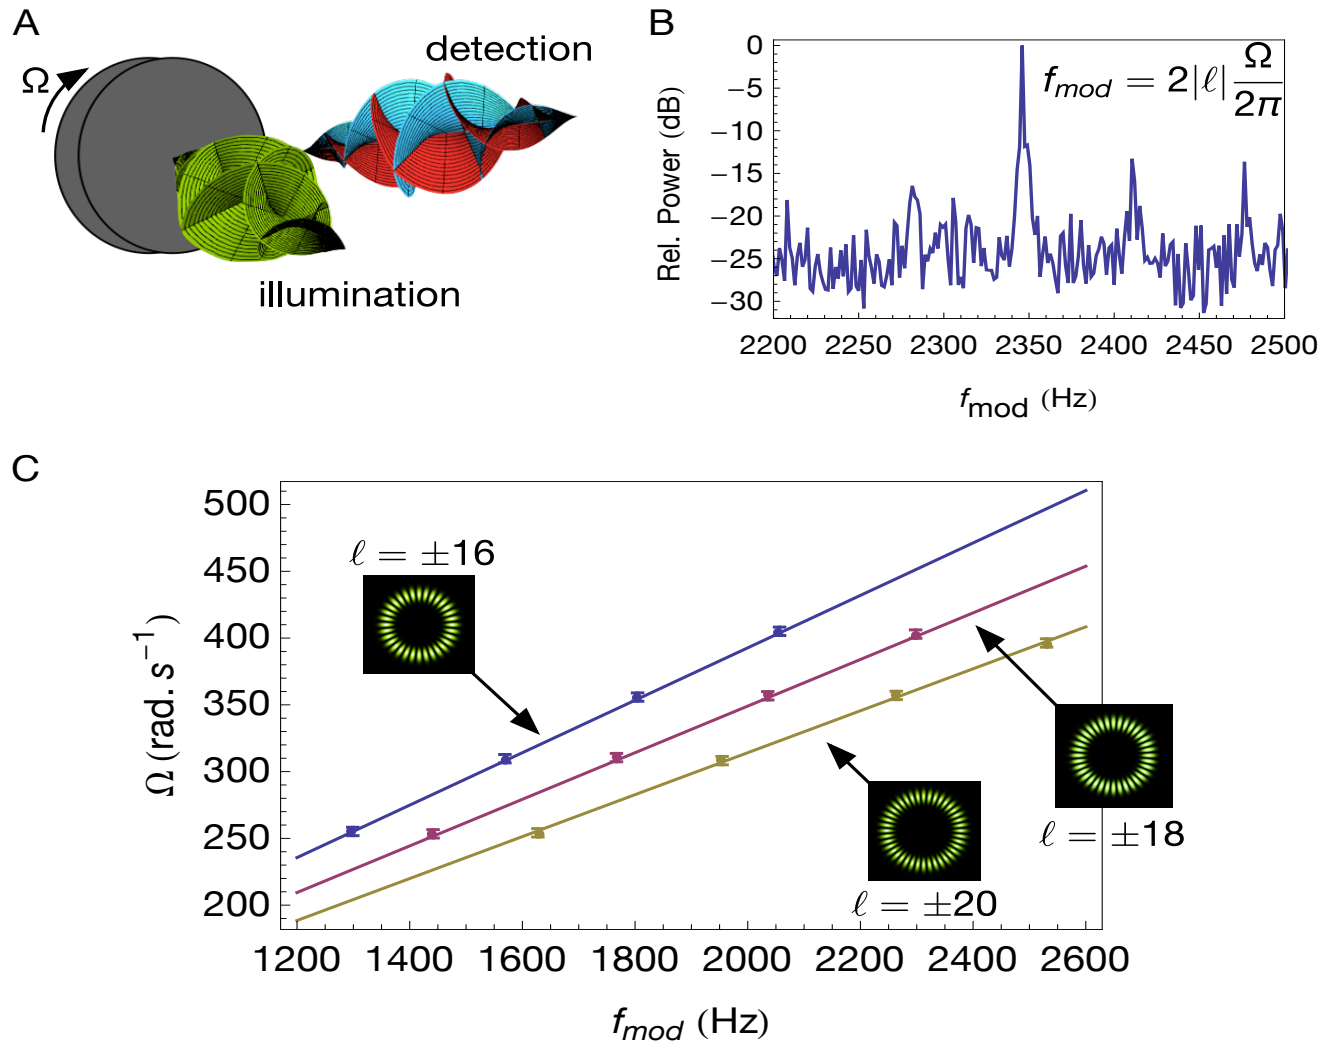 A
detection
Ω
illumination
B
Rel. Power (dB)
0
−5
−10
−15
−20
−25
−30
f_mod = 2|ℓ| Ω/2π
2200 2250 2300 2350 2400 2450 2500
f_mod (Hz)
C
Ω (rad.s⁻¹)
500
450
400
350
300
250
200
ℓ = ±16
ℓ = ±18
ℓ = ±20
1200 1400 1600 1800 2000 2200 2400 2600
f_mod (Hz)